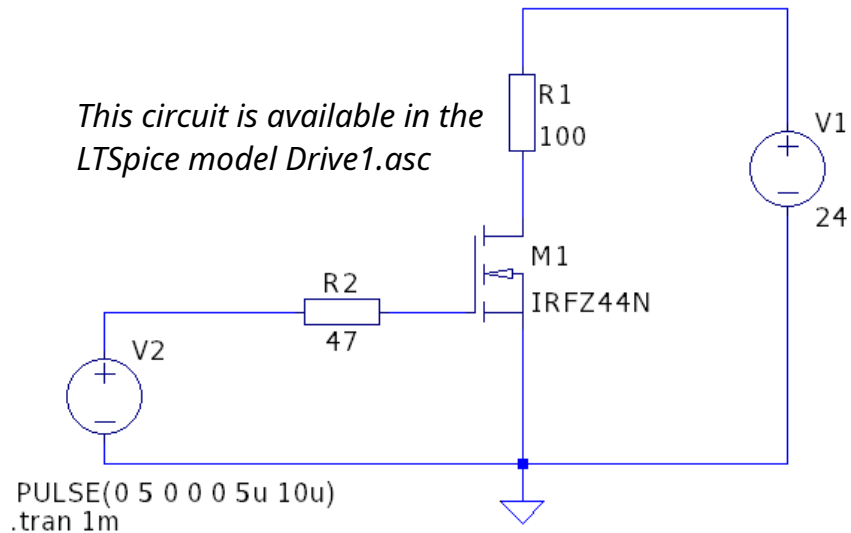 This circuit is available in the
LTSpice model Drive1.asc
R1
100
V1
24
M1
IRFZ44N
R2
47
V2
PULSE(0 5 0 0 0 5u 10u)
.tran 1m